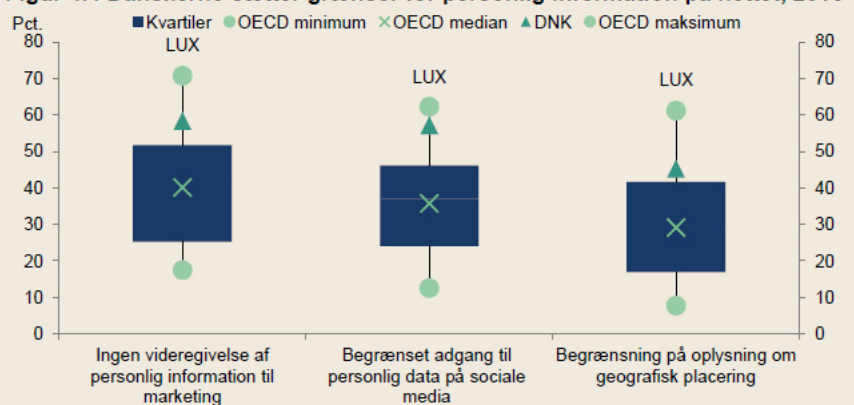 Pct.
Kvartiler OECD minimum OECD median DNK OECD maksimum
80 80
70 70
60 60
50 50
40 40
30 30
20 20
10 10
0 0
LUX LUX LUX
Ingen videregivelse af
personlig information til
marketing
Begrænset adgang til
personlig data på sociale
media
Begrænsning på oplysning om
geografisk placering